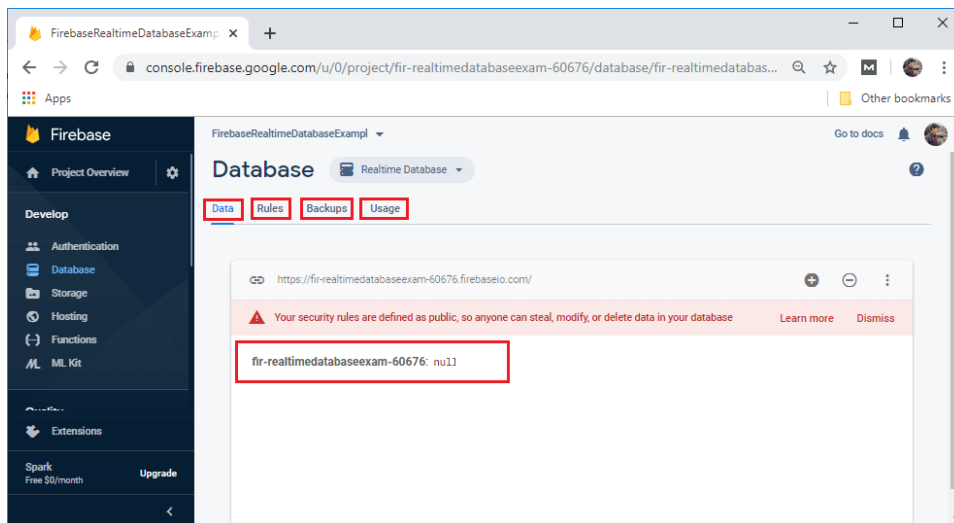 FirebaseRealtimeDatabaseExamp
console.firebase.google.com/u/0/project/fir-realtimedatabaseexam-60676/database/fir-realtimedatabas...
M
Apps
Other bookmarks
Firebase
FirebaseRealtimeDatabaseExampl
Go to docs
Project Overview
Database
Realtime Database
?
Data
Rules
Backups
Usage
Develop
Authentication
Database
Storage
Hosting
Functions
ML Kit
https://fir-realtimedatabaseexam-60676.firebaseio.com/
Your security rules are defined as public, so anyone can steal, modify, or delete data in your database
Learn more
Dismiss
fir-realtimedatabaseexam-60676: null
Extensions
Spark
Free $0/month
Upgrade